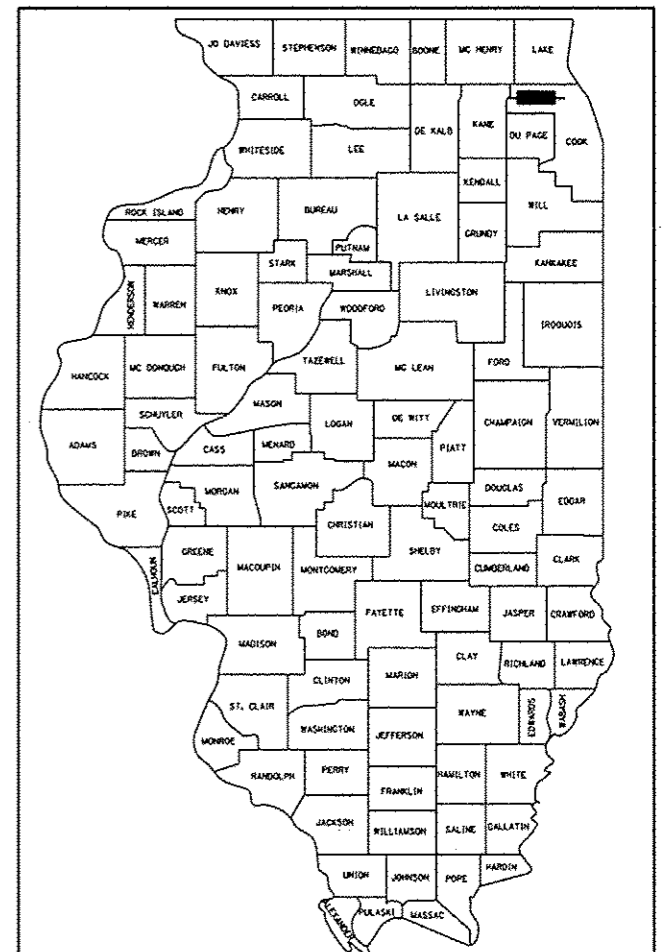 JO DAVIESS STEPHENSON WINNEBAGO BOONE MC HENRY LAKE
CARROLL OGLE DE KALB KANE DU PAGE COOK
WHITESIDE LEE
KENDALL
ROCK ISLAND HENRY BUREAU LA SALLE WILL
MERCER PUTNAM GRUNDY
STARK MARSHALL KANKAKEE
HENDERSON WARREN KNOX PEORIA WOODFORD LIVINGSTON
IROQUOIS
HANCOCK MC DONOUGH FULTON TAZEWELL MC LEAN FORD
MASON
SCHUYLER LOGAN DE WITT CHAMPAIGN VERMILION
ADAMS BROWN CASS MENARD PIATT
MACON
MORGAN SANGAMON DOUGLAS
PIKE SCOTT CHRISTIAN MOULTRIE COLES EDGAR
GREENE SHELBY
CALHOUN MACOUPIN MONTGOMERY CUMBERLAND CLARK
JERSEY FAYETTE EFFINGHAM JASPER CRAWFORD
MADISON BOND
CLAY RICHLAND LAWRENCE
CLINTON MARION
ST. CLAIR WAYNE EDWARDS WABASH
MONROE WASHINGTON JEFFERSON
RANDOLPH PERRY HAMILTON WHITE
FRANKLIN
JACKSON WILLIAMSON SALINE GALLATIN
UNION JOHNSON POPE HARDIN
ALEXANDER PULASKI MASSAC